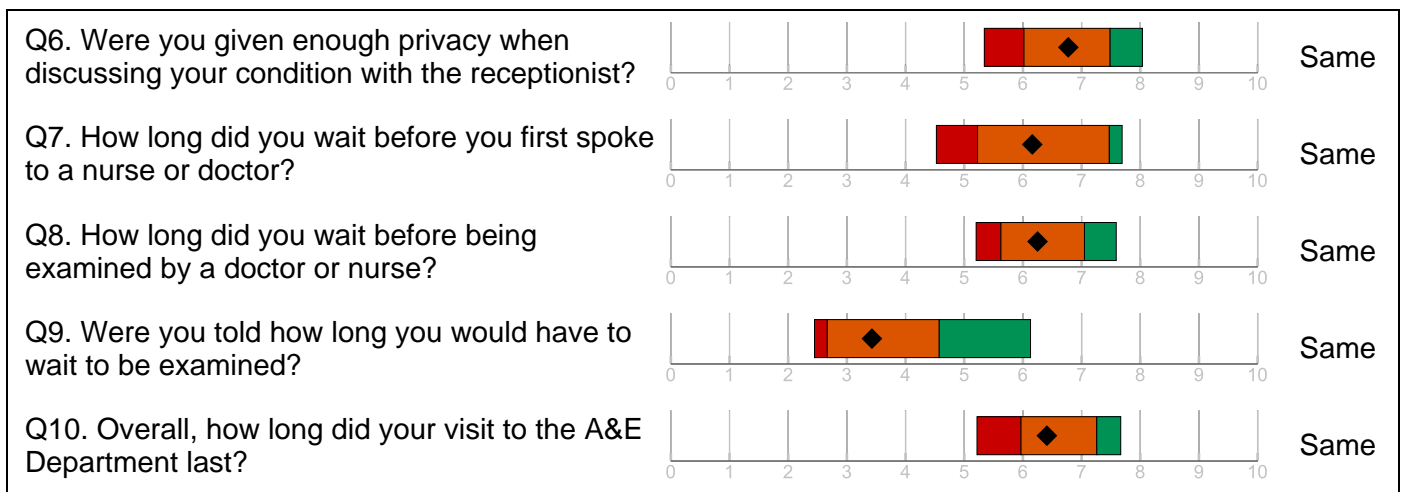 Q6. Were you given enough privacy when
discussing your condition with the receptionist?
0 1 2 3 4 5 6 7 8 9 10
Same
Q7. How long did you wait before you first spoke
to a nurse or doctor?
0 1 2 3 4 5 6 7 8 9 10
Same
Q8. How long did you wait before being
examined by a doctor or nurse?
0 1 2 3 4 5 6 7 8 9 10
Same
Q9. Were you told how long you would have to
wait to be examined?
0 1 2 3 4 5 6 7 8 9 10
Same
Q10. Overall, how long did your visit to the A&E
Department last?
0 1 2 3 4 5 6 7 8 9 10
Same